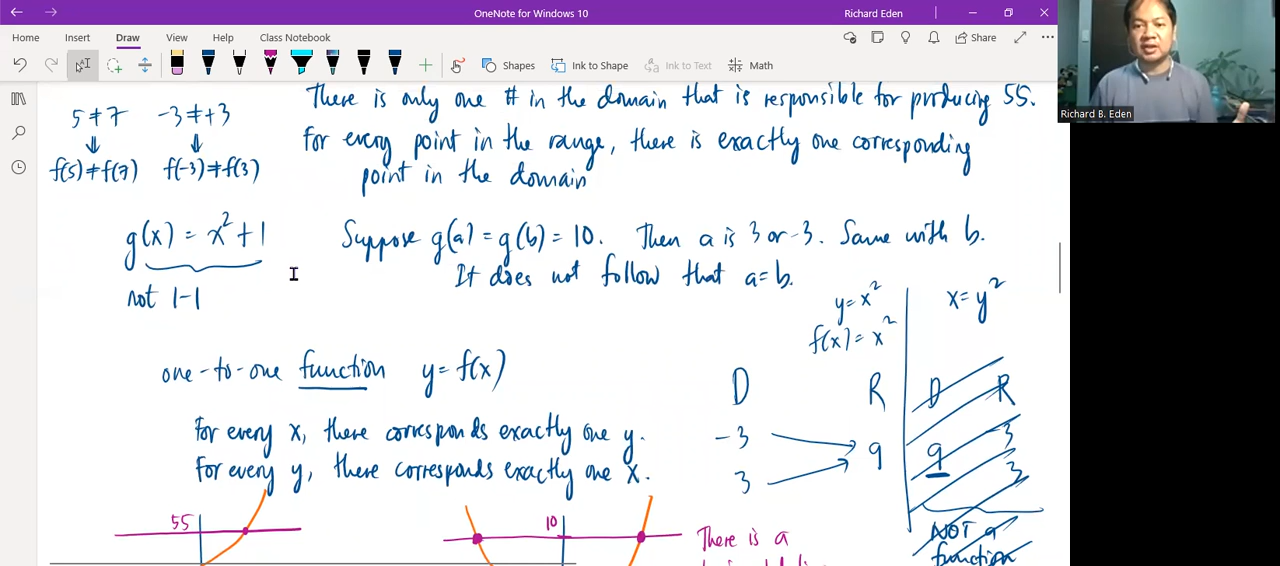 OneNote for Windows 10
Richard Eden
Home Insert Draw View Help Class Notebook
Share
Shapes Ink to Shape Ink to Text Math
Richard B. Eden
5 ≠ 7 -3 ≠ +3
⇓ ⇓
f(5) ≠ f(7) f(-3) ≠ f(3)
There is only one # in the domain that is responsible for producing 55.
For every point in the range, there is exactly one corresponding
point in the domain
g(x) = x² + 1
not 1-1
Suppose g(a) = g(b) = 10. Then a is 3 or -3. Same with b.
It does not follow that a = b.
y = x²
f(x) = x²
x = y²
one-to-one function y = f(x)
For every x, there corresponds exactly one y.
For every y, there corresponds exactly one x.
D R
-3
9
3
D R
-3
9
3
NOT a
function
55
10
There is a